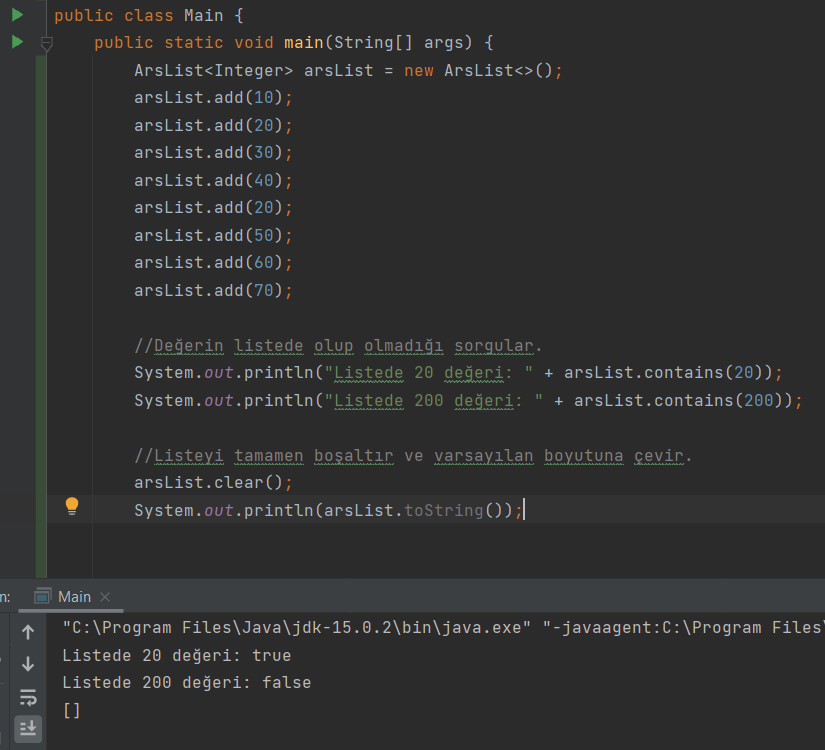 public class Main {
public static void main(String[] args) {
ArsList<Integer> arsList = new ArsList<>();
arsList.add(10);
arsList.add(20);
arsList.add(30);
arsList.add(40);
arsList.add(20);
arsList.add(50);
arsList.add(60);
arsList.add(70);
//Değerin listede olup olmadığı sorgular.
System.out.println("Listede 20 değeri: " + arsList.contains(20));
System.out.println("Listede 200 değeri: " + arsList.contains(200));
//Listeyi tamamen boşaltır ve varsayılan boyutuna çevir.
arsList.clear();
System.out.println(arsList.toString());
n: Main
"C:\Program Files\Java\jdk-15.0.2\bin\java.exe" "-javaagent:C:\Program Files\
Listede 20 değeri: true
Listede 200 değeri: false
[]